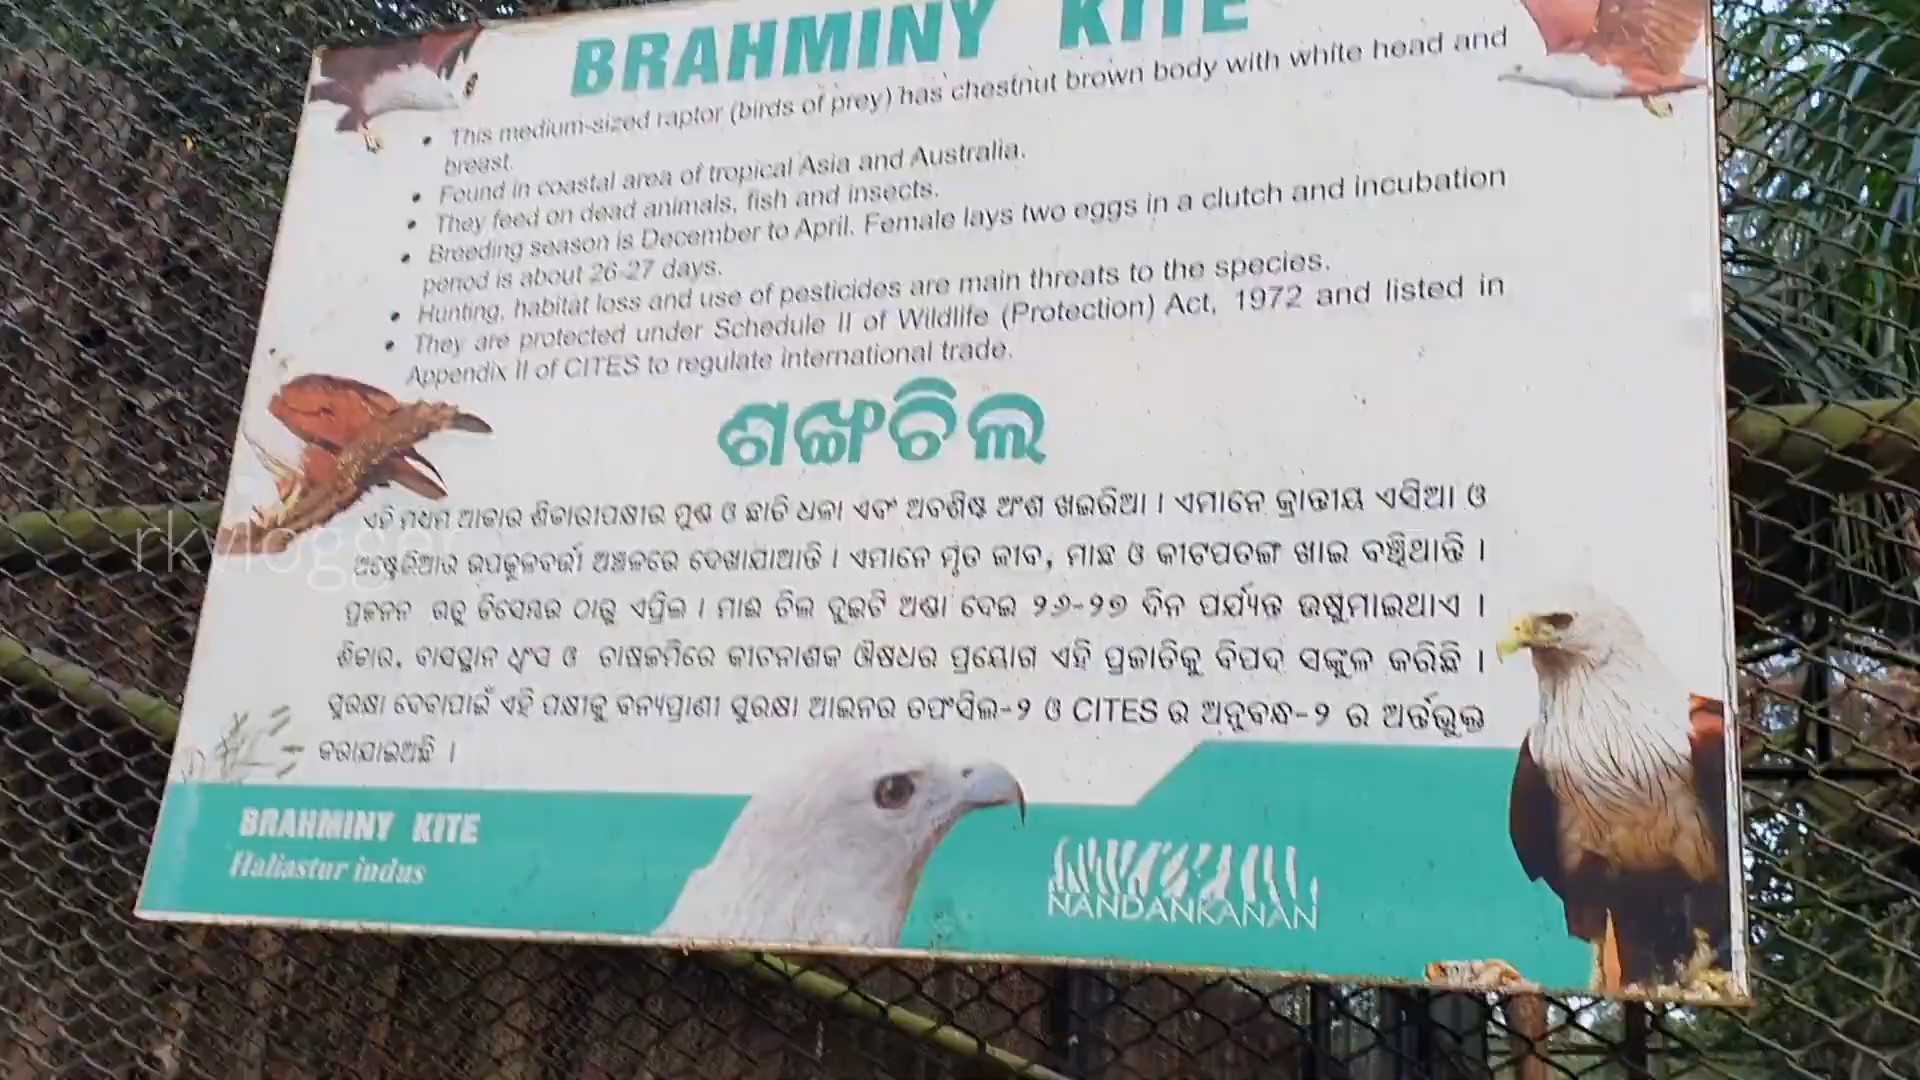 BRAHMINY KITE
• This medium-sized raptor (birds of prey) has chestnut brown body with white head and
breast.
• Found in coastal area of tropical Asia and Australia.
• They feed on dead animals, fish and insects.
• Breeding season is December to April. Female lays two eggs in a clutch and incubation
period is about 26-27 days.
• Hunting, habitat loss and use of pesticides are main threats to the species.
• They are protected under Schedule II of Wildlife (Protection) Act, 1972 and listed in
Appendix II of CITES to regulate international trade.
ଶଙ୍ଖଚିଲ
ଏହି ମଧ୍ୟମ ଆକାର ଶିକାରୀପକ୍ଷୀର ମୁଣ୍ଡ ଓ ଛାତି ଧଳା ଏବଂ ଅବଶିଷ୍ଟ ଅଂଶ ଖଇରିଆ । ଏମାନେ କ୍ରାନ୍ତୀୟ ଏସିଆ ଓ
ଅଷ୍ଟ୍ରେଲିଆର ଉପକୂଳବର୍ତ୍ତୀ ଅଞ୍ଚଳରେ ଦେଖାଯାଆନ୍ତି । ଏମାନେ ମୃତ ଜୀବ, ମାଛ ଓ କୀଟପତଙ୍ଗ ଖାଇ ବଞ୍ଚିଥାନ୍ତି ।
ପ୍ରଜନନ ଋତୁ ଡିସେମ୍ବର ଠାରୁ ଏପ୍ରିଲ । ମାଈ ଚିଲ ଦୁଇଟି ଅଣ୍ଡା ଦେଇ ୨୬-୨୭ ଦିନ ପର୍ଯ୍ୟନ୍ତ ଉଷୁମାଇଥାଏ ।
ଶିକାର, ବାସସ୍ଥାନ ଧ୍ୱଂସ ଓ ଚାଷଜମିରେ କୀଟନାଶକ ଔଷଧର ପ୍ରୟୋଗ ଏହି ପ୍ରଜାତିକୁ ବିପଦ ସଙ୍କୁଳ କରିଛି ।
ସୁରକ୍ଷା ଦେବାପାଇଁ ଏହି ପକ୍ଷୀକୁ ବନ୍ୟପ୍ରାଣୀ ସୁରକ୍ଷା ଆଇନର ତଫସିଲ-୨ ଓ CITES ର ଅନୁବନ୍ଧ-୨ ର ଅର୍ନ୍ତଭୁକ୍ତ
କରାଯାଇଅଛି ।
BRAHMINY KITE
Haliastur indus
NANDANKANAN
rkvlogger